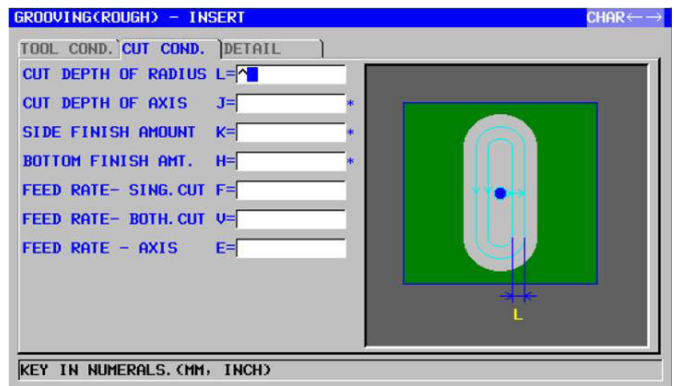 GROOVING(ROUGH) - INSERT CHAR←→
TOOL COND. CUT COND. DETAIL
CUT DEPTH OF RADIUS L=^
CUT DEPTH OF AXIS J= *
SIDE FINISH AMOUNT K= *
BOTTOM FINISH AMT. H= *
FEED RATE- SING.CUT F=
FEED RATE- BOTH.CUT V=
FEED RATE - AXIS E=
L
KEY IN NUMERALS.(MM, INCH)